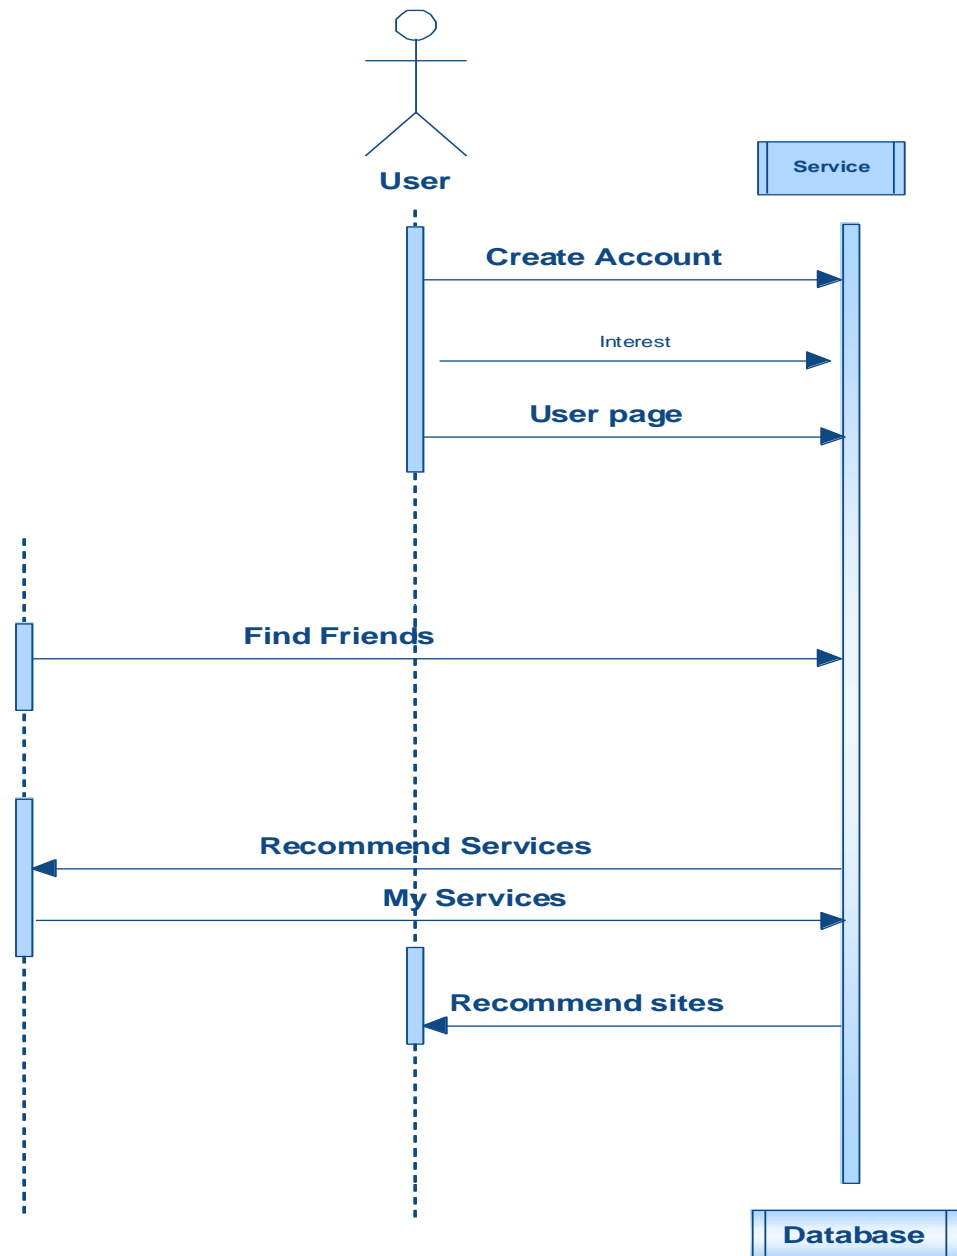 User
Service
Create Account
Interest
User page
Find Friends
Recommend Services
My Services
Recommend sites
Database